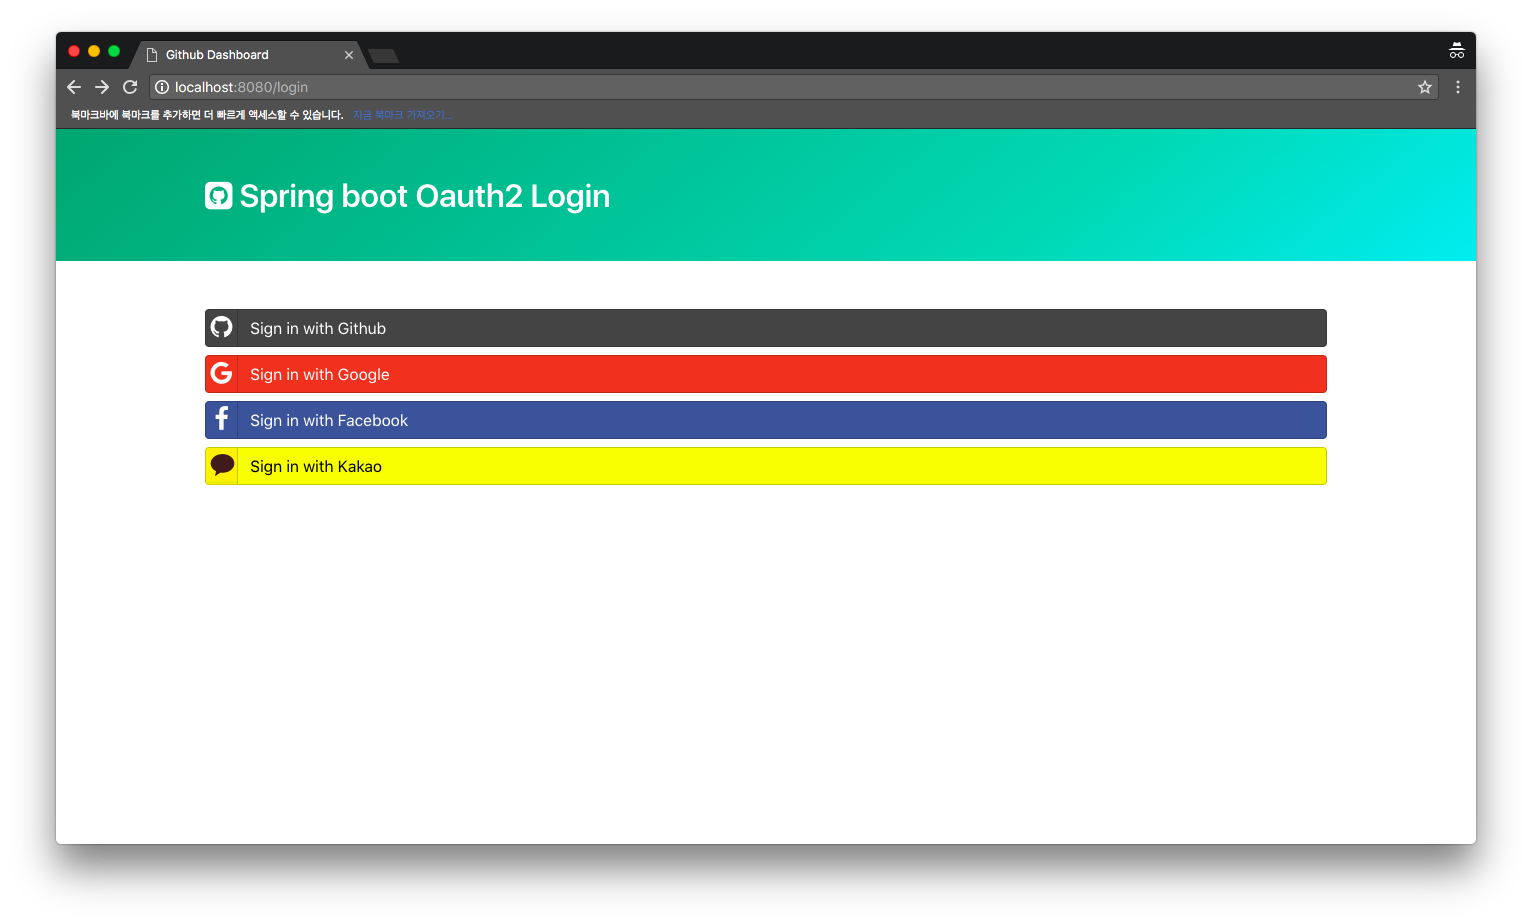 Github Dashboard
localhost:8080/login
북마크바에 북마크를 추가하면 더 빠르게 액세스할 수 있습니다. 지금 북마크 가져오기...
Spring boot Oauth2 Login
Sign in with Github
Sign in with Google
Sign in with Facebook
Sign in with Kakao